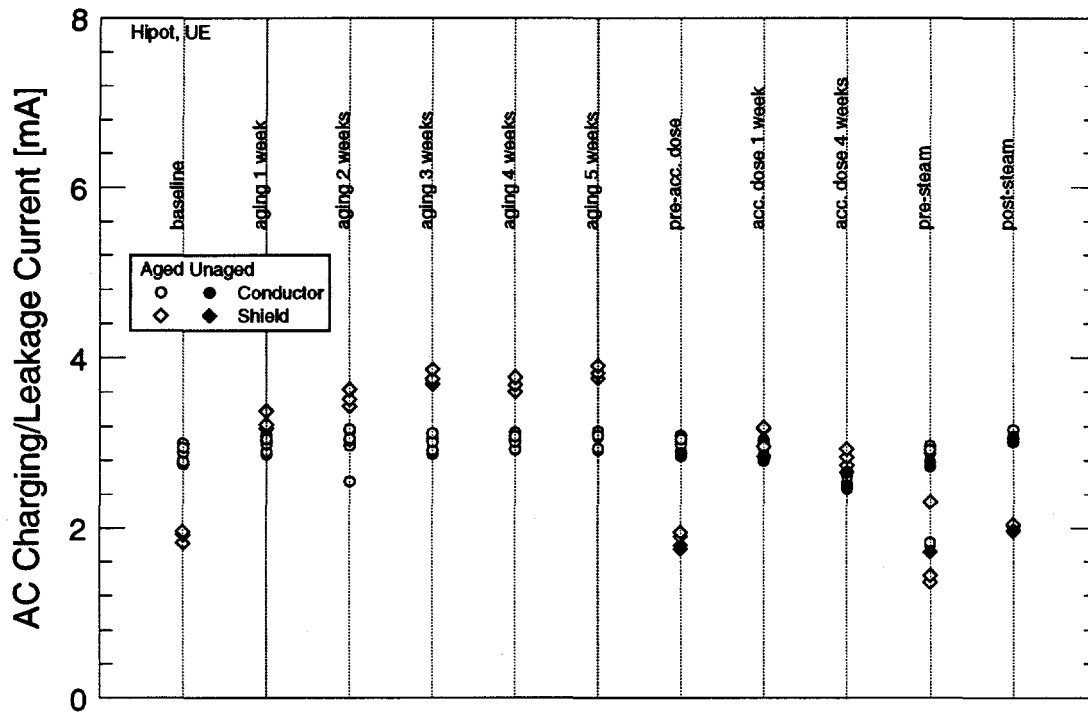 Hipot, UE
AC Charging/Leakage Current [mA]
8
6
4
2
0
baseline
aging 1 week
aging 2 weeks
aging 3 weeks
aging 4 weeks
aging 5 weeks
pre-acc. dose
acc. dose 1 week
acc. dose 4 weeks
pre-steam
post-steam
Aged Unaged
Conductor
Shield